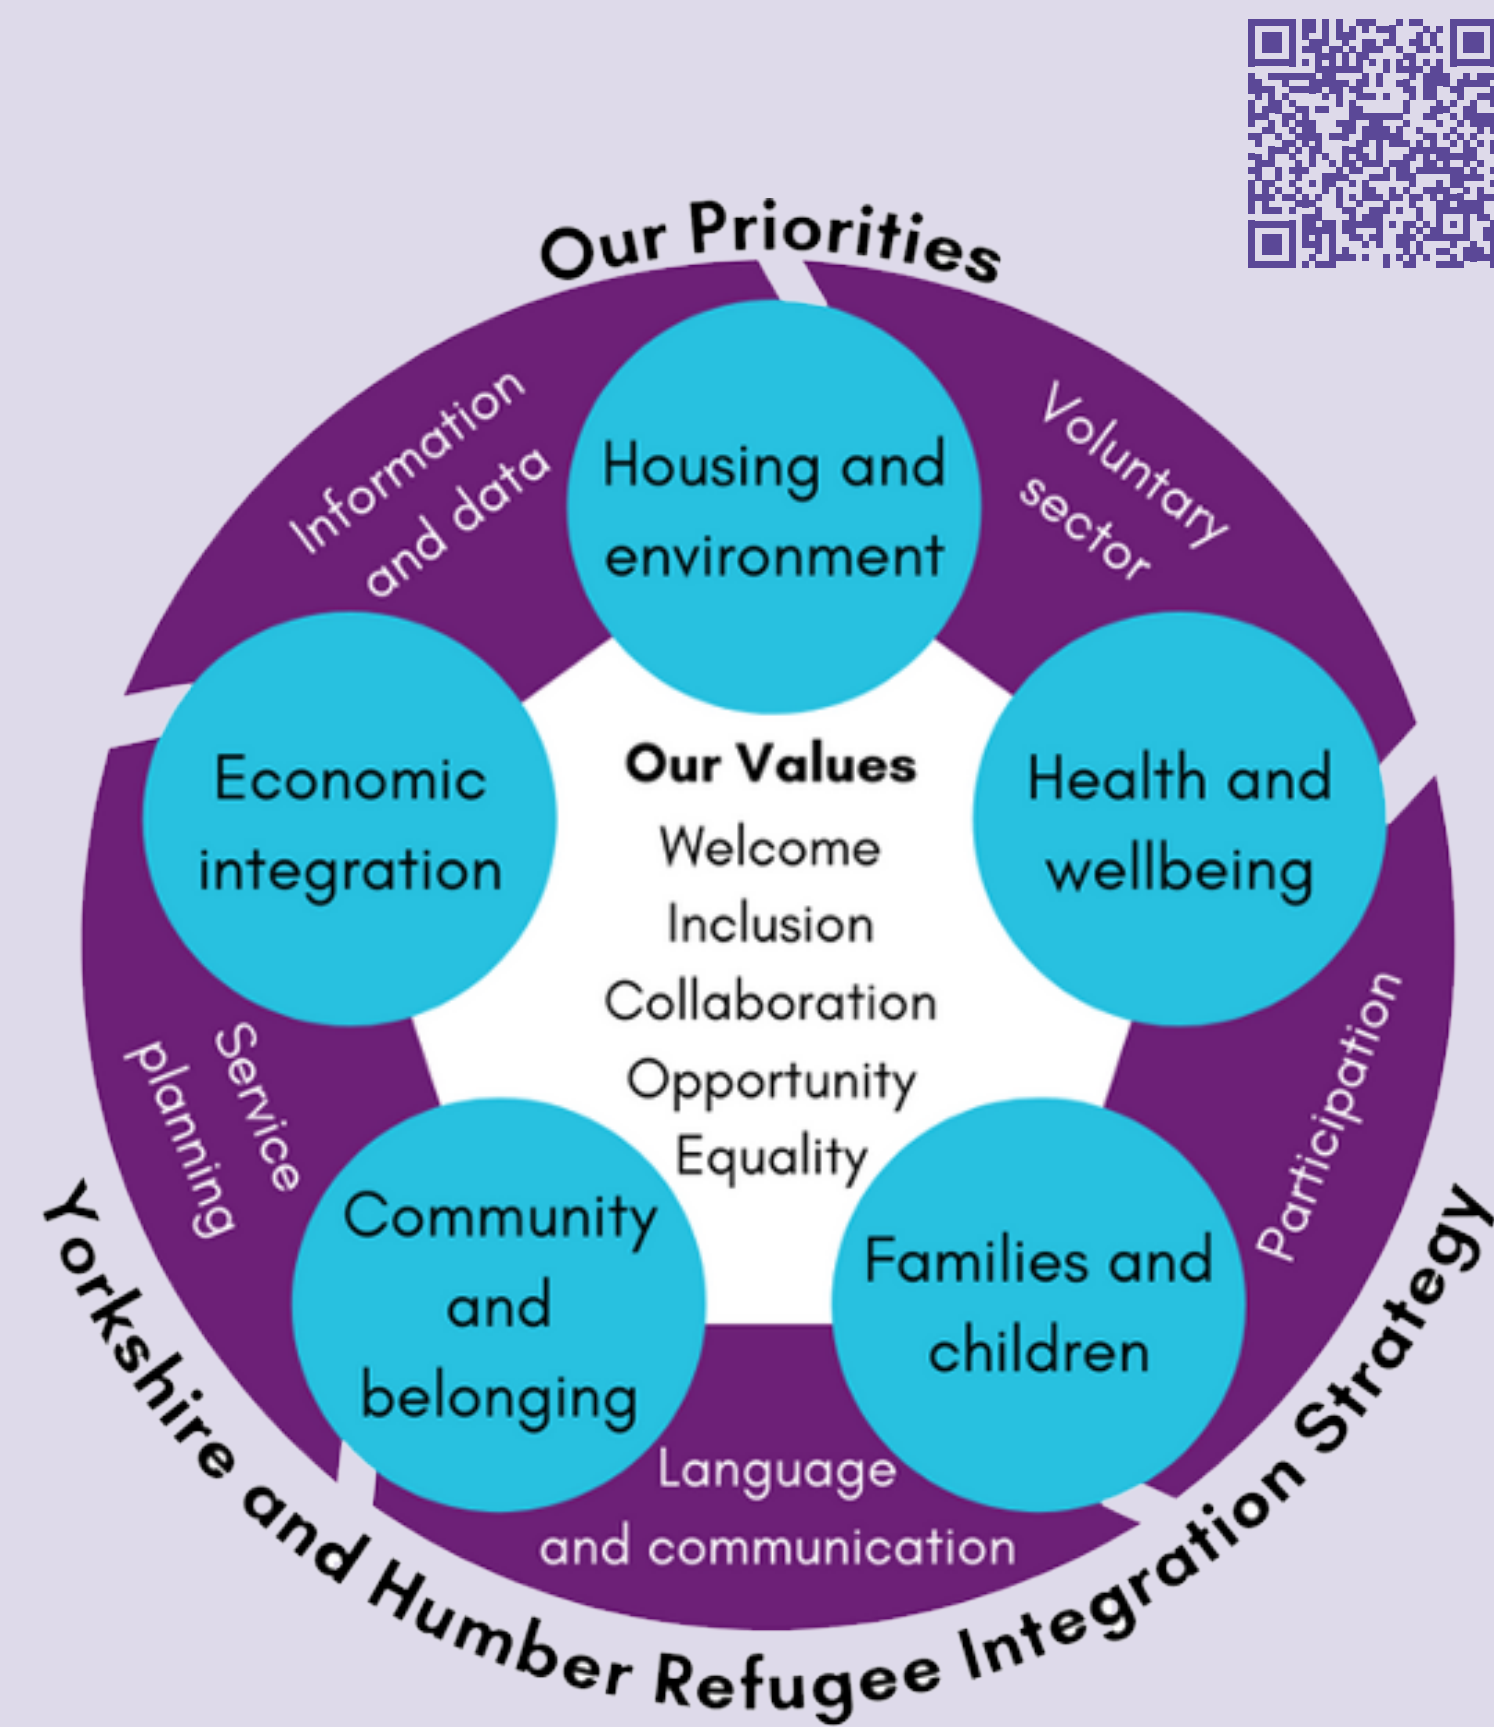 Our Priorities
Information
and data
Housing and
environment
Voluntary
sector
Economic
integration
Our Values
Welcome
Inclusion
Collaboration
Opportunity
Equality
Health and
wellbeing
Service
planning
Participation
Community
and
belonging
Families and
children
Language
and communication
Yorkshire and Humber Refugee Integration Strategy